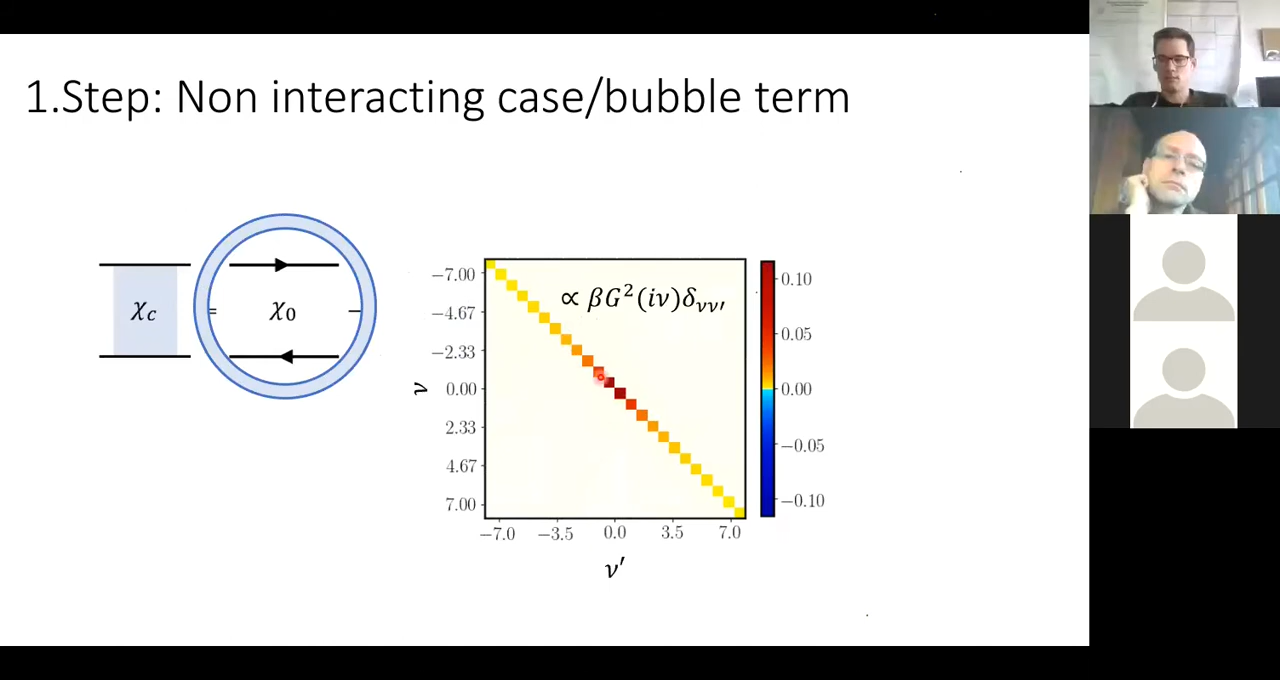 1.Step: Non interacting case/bubble term
χc = χ0 –
∝ βG²(iν)δνν′
ν
−7.00
−4.67
−2.33
0.00
2.33
4.67
7.00
−7.0 −3.5 0.0 3.5 7.0
ν′
0.10
0.05
0.00
−0.05
−0.10